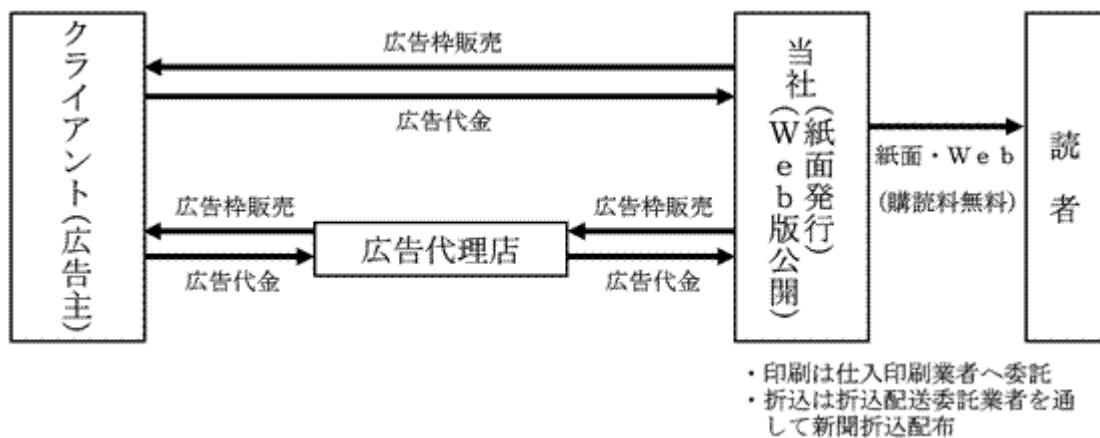 クライアント(広告主)
広告枠販売
広告代金
広告枠販売
広告代金
広告代理店
広告枠販売
広告代金
当社
(紙面発行)
(Web版公開)
紙面・Web
(購読料無料)
読者
・印刷は仕入印刷業者へ委託
・折込は折込配送委託業者を通
して新聞折込配布